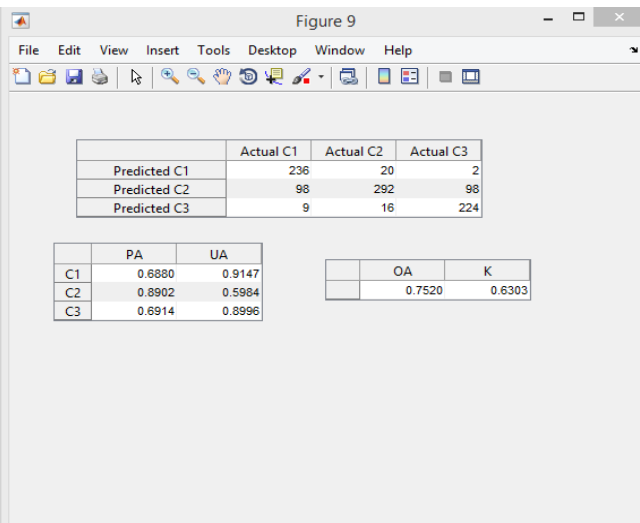 Figure 9
File Edit View Insert Tools Desktop Window Help
Actual C1 Actual C2 Actual C3
Predicted C1 236 20 2
Predicted C2 98 292 98
Predicted C3 9 16 224
PA UA
C1 0.6880 0.9147
C2 0.8902 0.5984
C3 0.6914 0.8996
OA K
0.7520 0.6303